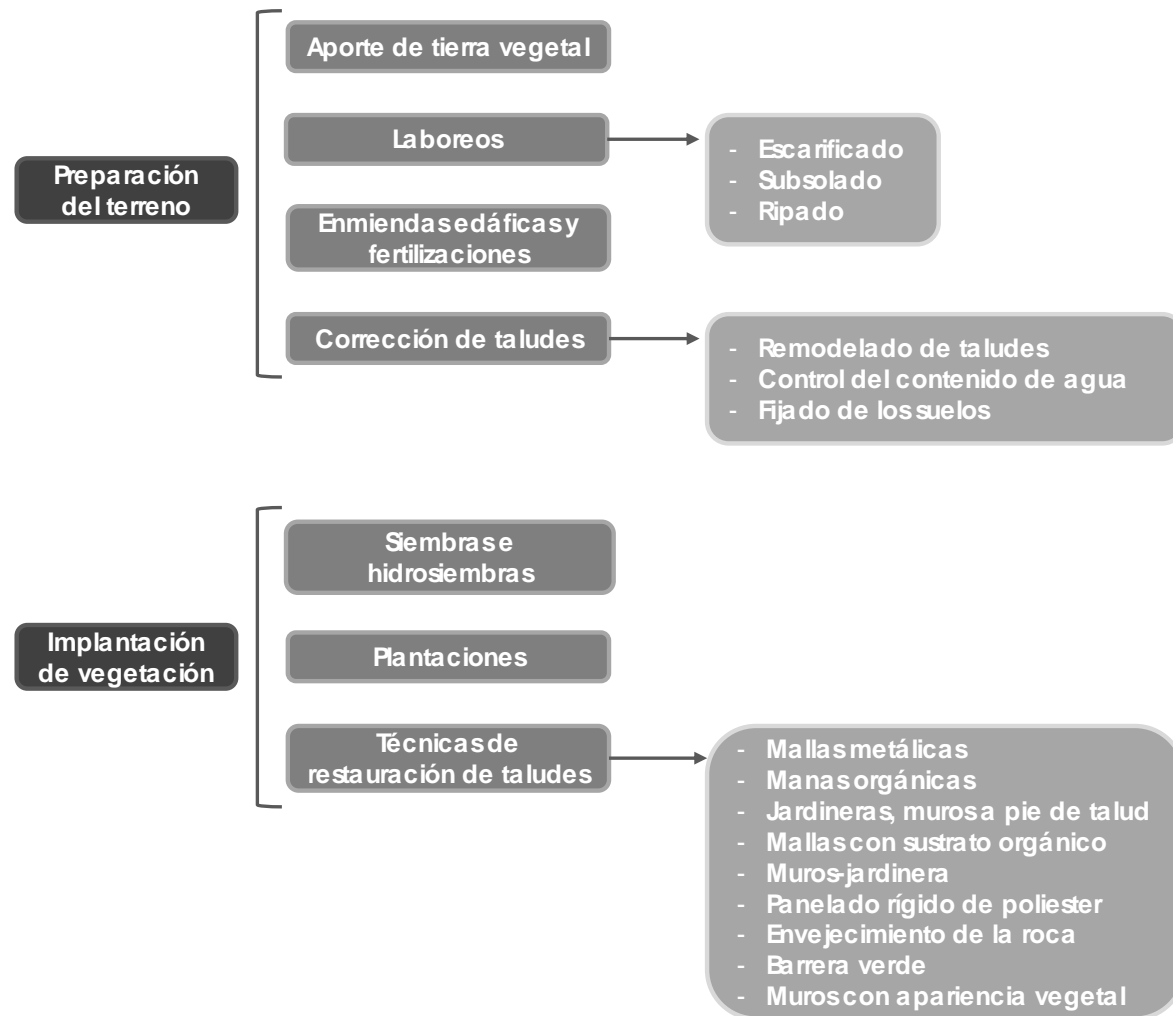 Preparación
del terreno
Aporte de tierra vegetal
Laboreos
- Escarificado
- Subsolado
- Ripado
Enmiendas edáficas y
fertilizaciones
Corrección de taludes
- Remodelado de taludes
- Control del contenido de agua
- Fijado de los suelos
Implantación
de vegetación
Siembras e
hidrosiembras
Plantaciones
Técnicas de
restauración de taludes
- Mallas metálicas
- Manas orgánicas
- Jardineras, muros a pie de talud
- Mallas con sustrato orgánico
- Muros-jardinera
- Panelado rígido de poliester
- Envejecimiento de la roca
- Barrera verde
- Muros con apariencia vegetal